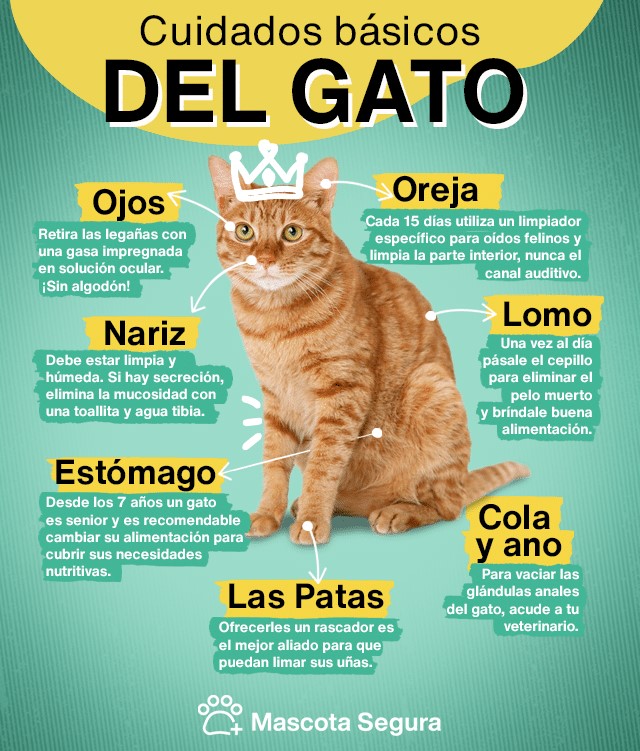 Cuidados básicos
DEL GATO
Ojos
Retira las legañas con
una gasa impregnada
en solución ocular.
¡Sin algodón!
Oreja
Cada 15 días utiliza un limpiador
específico para oídos felinos y
limpia la parte interior, nunca el
canal auditivo.
Nariz
Debe estar limpia y
húmeda. Si hay secreción,
elimina la mucosidad con
una toallita y agua tibia.
Lomo
Una vez al día
pásale el cepillo
para eliminar el
pelo muerto
y bríndale buena
alimentación.
Estómago
Desde los 7 años un gato
es senior y es recomendable
cambiar su alimentación para
cubrir sus necesidades
nutritivas.
Cola
y ano
Para vaciar las
glándulas anales
del gato, acude a tu
veterinario.
Las Patas
Ofrecerles un rascador es
el mejor aliado para que
puedan limar sus uñas.
Mascota Segura